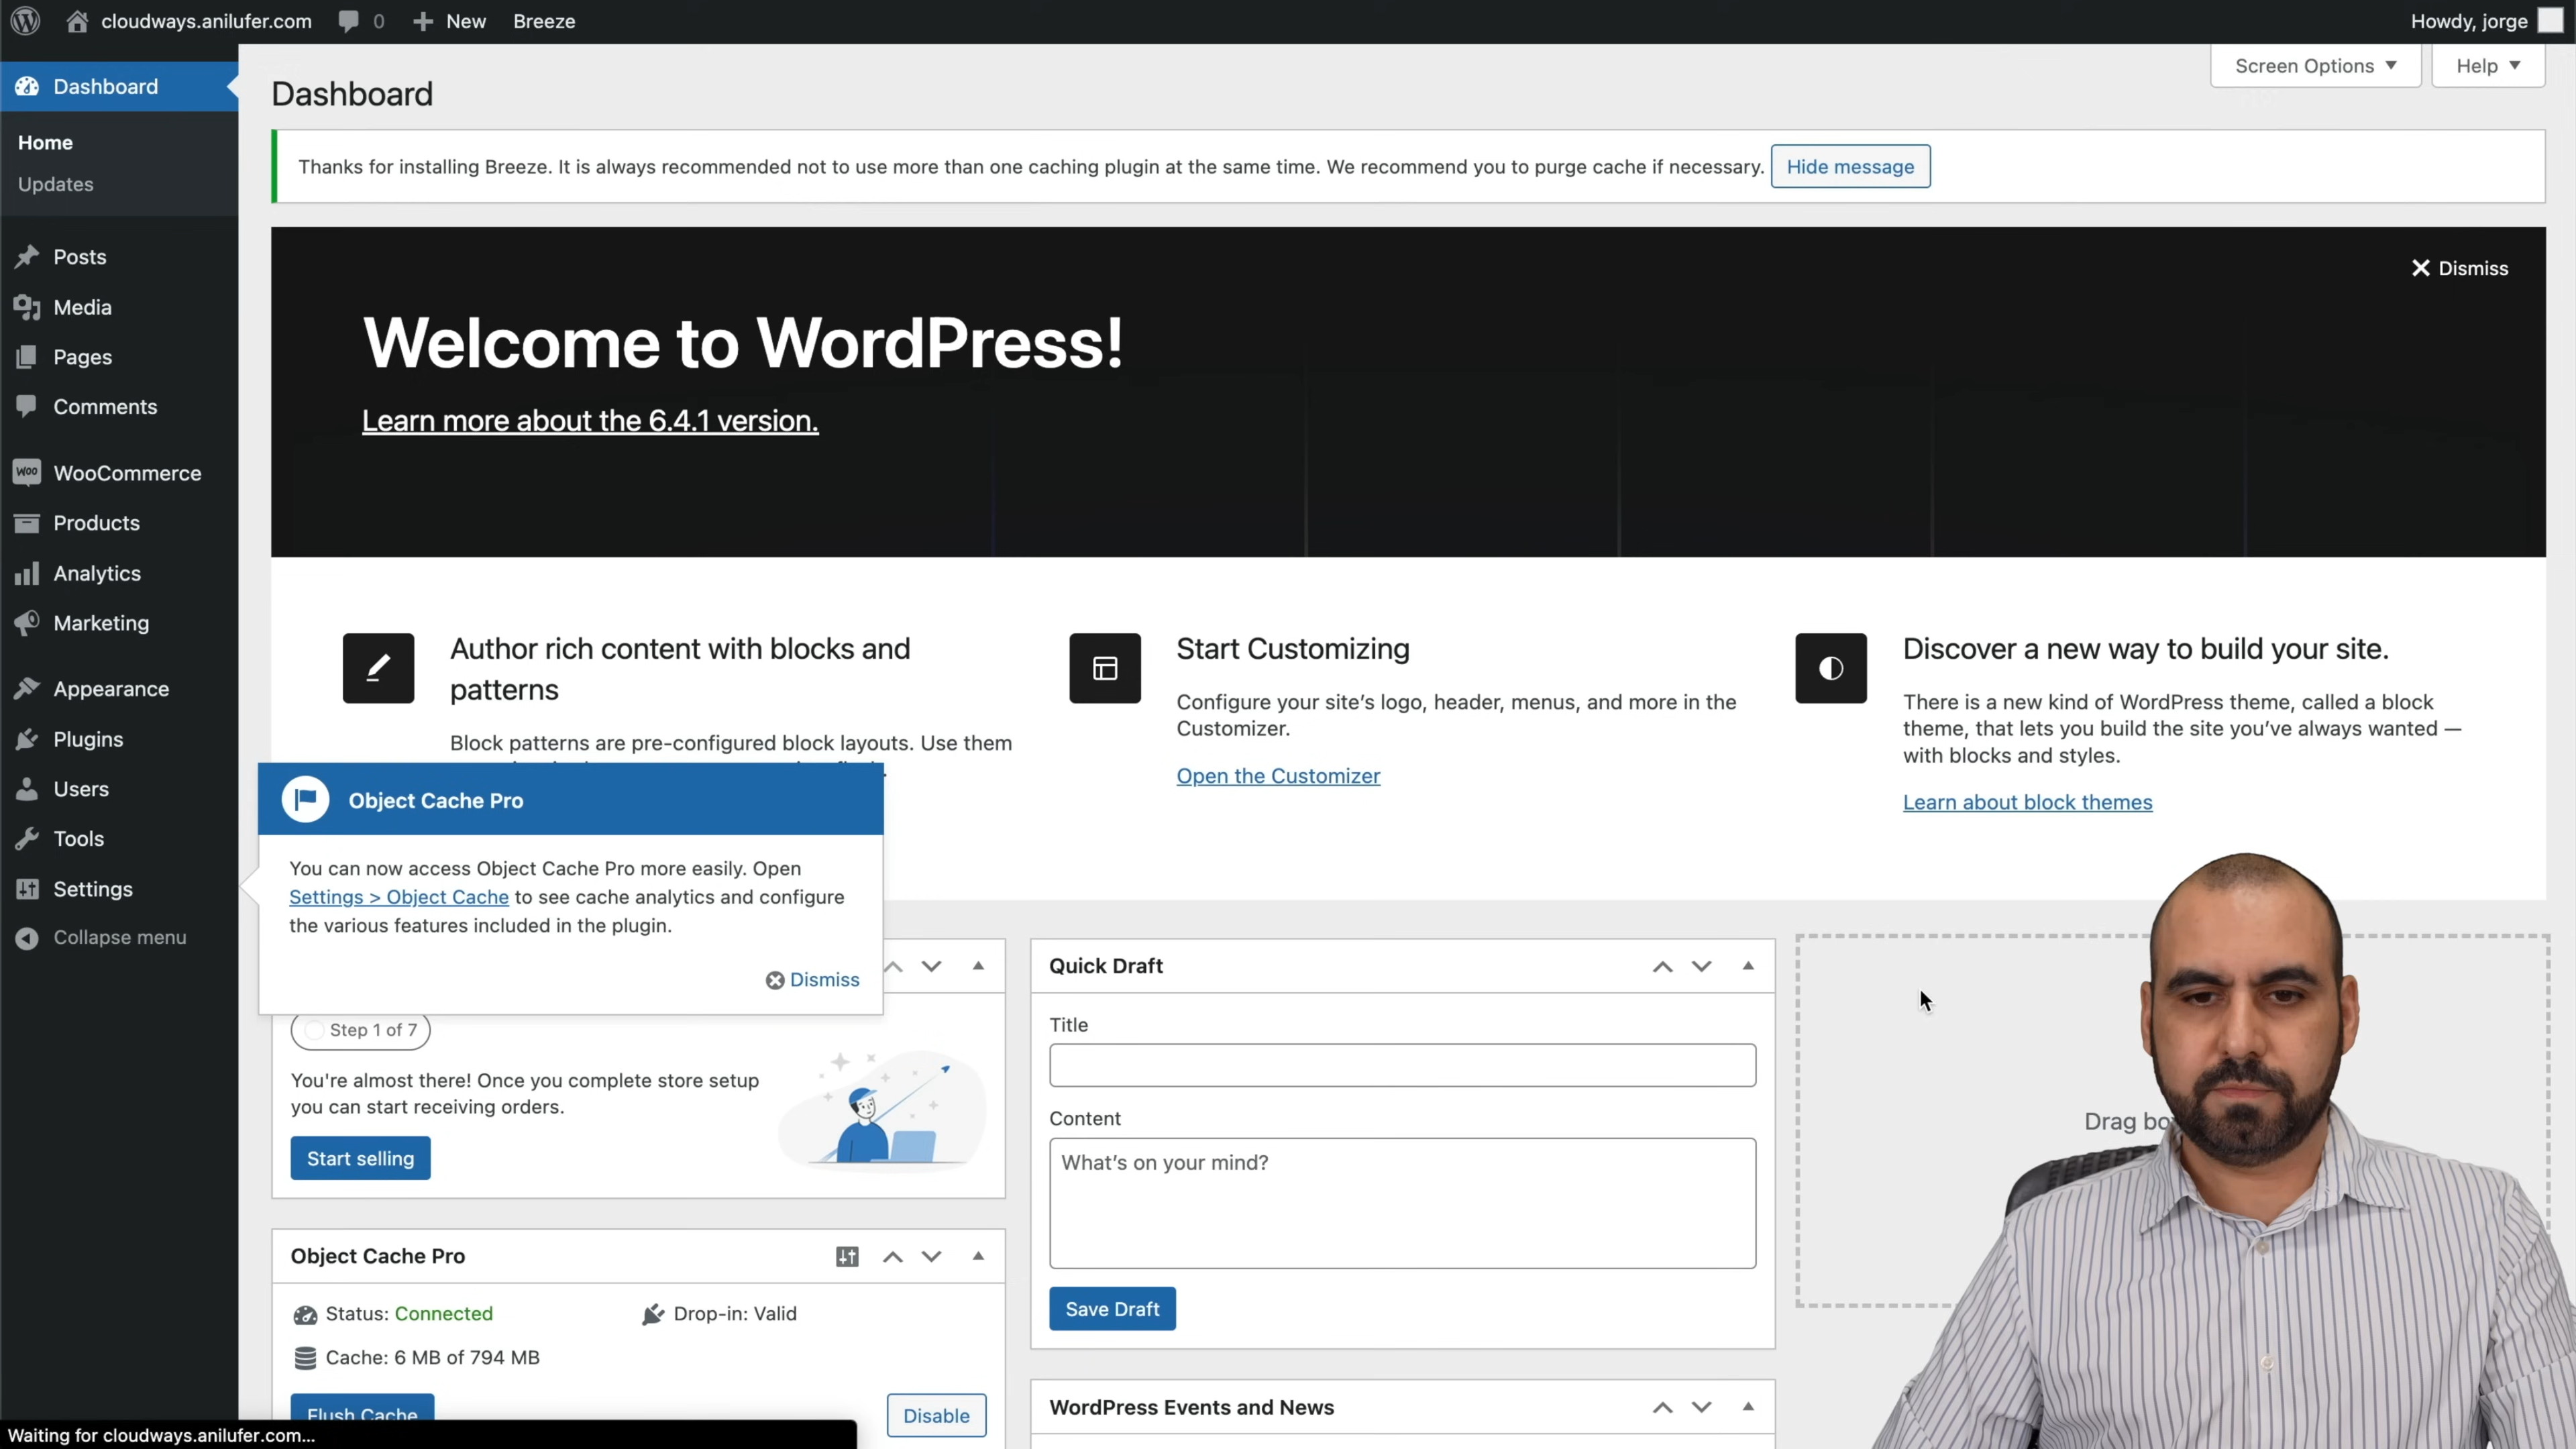 cloudways.anilufer.com 0 New Breeze Howdy, jorge
Dashboard
Home
Updates
Posts
Media
Pages
Comments
WooCommerce
Products
Analytics
Marketing
Appearance
Plugins
Users
Tools
Settings
Collapse menu
Screen Options Help
Dashboard
Thanks for installing Breeze. It is always recommended not to use more than one caching plugin at the same time. We recommend you to purge cache if necessary. Hide message
Dismiss
Welcome to WordPress!
Learn more about the 6.4.1 version.
Author rich content with blocks and
patterns
Block patterns are pre-configured block layouts. Use them
Start Customizing
Configure your site's logo, header, menus, and more in the
Customizer.
Open the Customizer
Discover a new way to build your site.
There is a new kind of WordPress theme, called a block
theme, that lets you build the site you've always wanted —
with blocks and styles.
Learn about block themes
Object Cache Pro
You can now access Object Cache Pro more easily. Open
Settings > Object Cache to see cache analytics and configure
the various features included in the plugin.
Dismiss
Step 1 of 7
You're almost there! Once you complete store setup
you can start receiving orders.
Start selling
Object Cache Pro
Status: Connected Drop-in: Valid
Cache: 6 MB of 794 MB
Flush Cache Disable
Quick Draft
Title
Content
What's on your mind?
Save Draft
WordPress Events and News
Drag
Waiting for cloudways.anilufer.com...